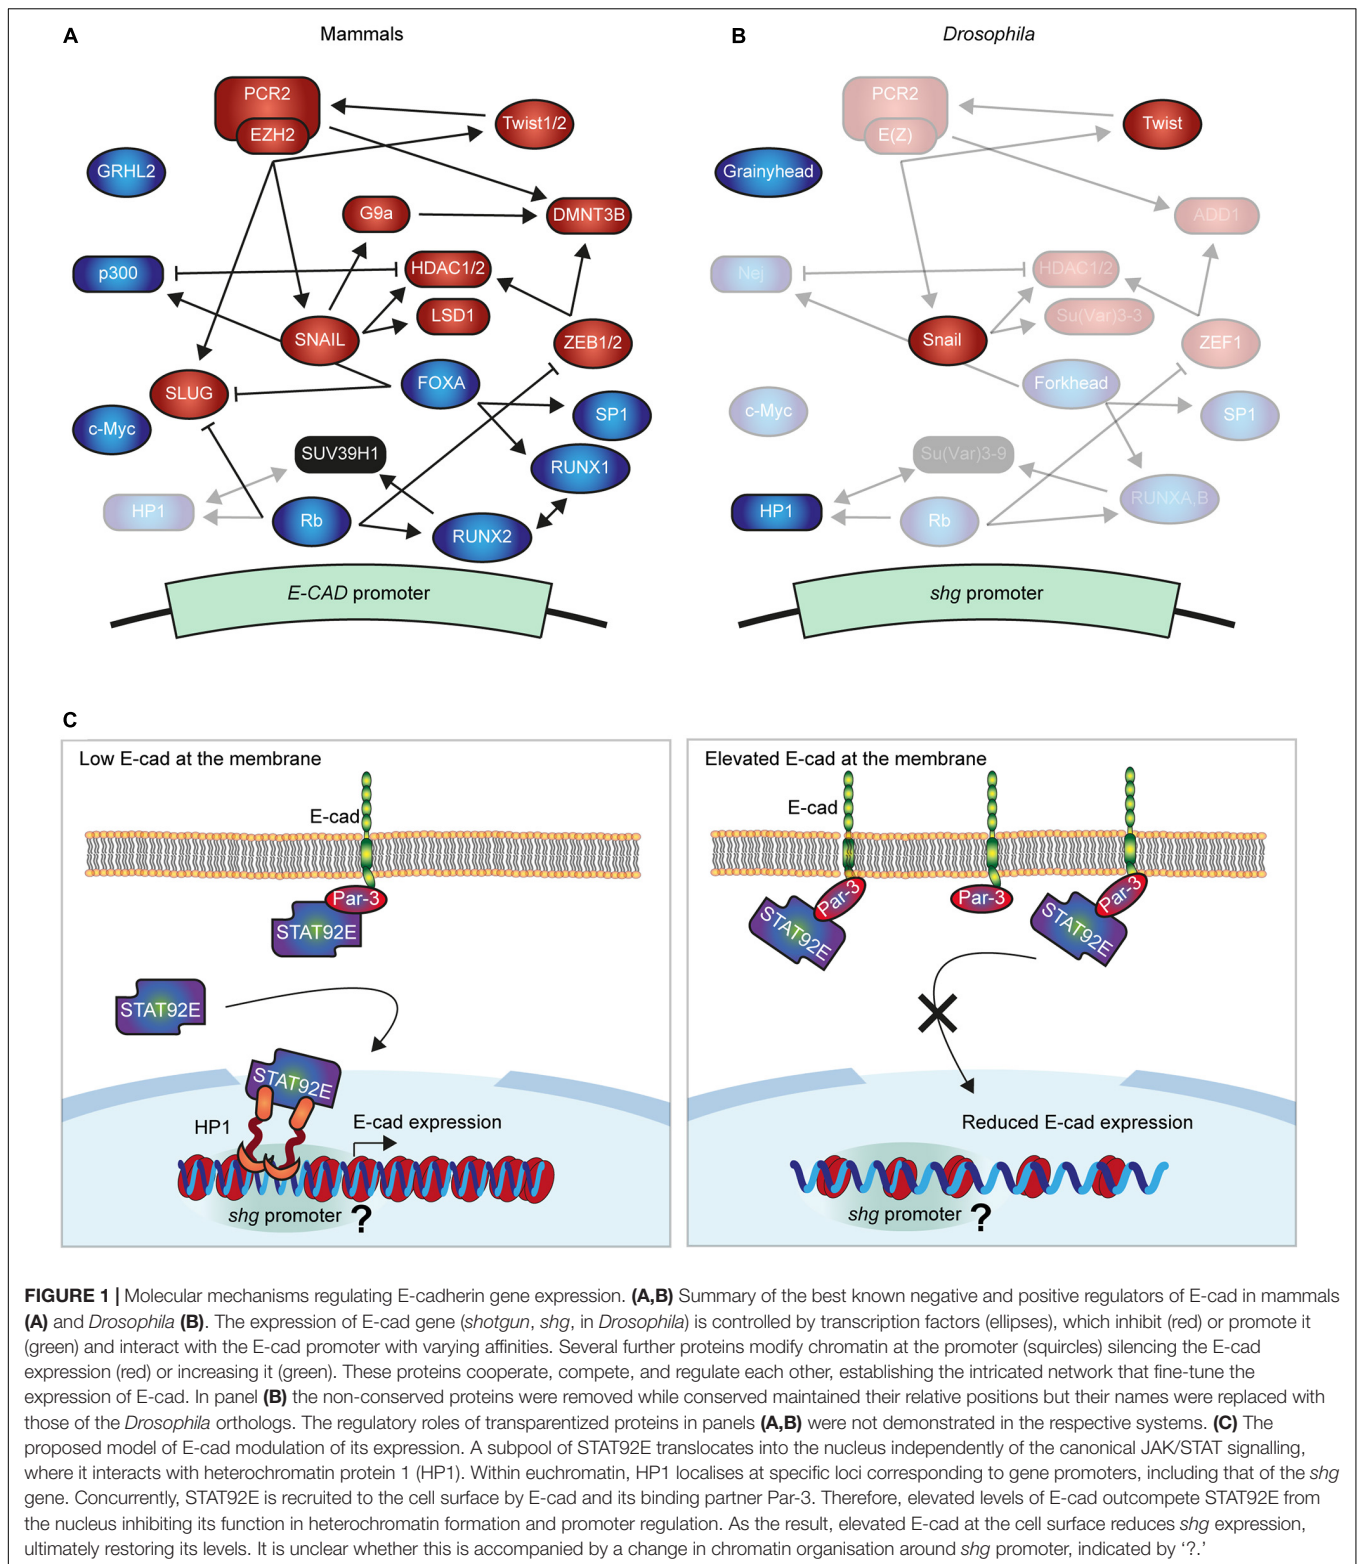 A
Mammals
PCR2
EZH2
Twist1/2
GRHL2
G9a
DMNT3B
p300
HDAC1/2
LSD1
SNAIL
ZEB1/2
SLUG
FOXA
SP1
c-Myc
SUV39H1
RUNX1
HP1
Rb
RUNX2
E-CAD promoter
B
Drosophila
PCR2
E(Z)
Twist
Grainyhead
ADD1
Nej
HDAC1/2
Su(Var)3-3
Snail
ZEF1
Forkhead
SP1
c-Myc
Su(Var)3-9
RUNXA,B
HP1
Rb
shg promoter
C
Low E-cad at the membrane
E-cad
Par-3
STAT92E
STAT92E
STAT92E
HP1
E-cad expression
shg promoter
?
Elevated E-cad at the membrane
E-cad
Par-3
STAT92E
Par-3
Par-3
STAT92E
Reduced E-cad expression
shg promoter
?
FIGURE 1 | Molecular mechanisms regulating E-cadherin gene expression. (A,B) Summary of the best known negative and positive regulators of E-cad in mammals
(A) and Drosophila (B). The expression of E-cad gene (shotgun, shg, in Drosophila) is controlled by transcription factors (ellipses), which inhibit (red) or promote it
(green) and interact with the E-cad promoter with varying affinities. Several further proteins modify chromatin at the promoter (squircles) silencing the E-cad
expression (red) or increasing it (green). These proteins cooperate, compete, and regulate each other, establishing the intricated network that fine-tune the
expression of E-cad. In panel (B) the non-conserved proteins were removed while conserved maintained their relative positions but their names were replaced with
those of the Drosophila orthologs. The regulatory roles of transparentized proteins in panels (A,B) were not demonstrated in the respective systems. (C) The
proposed model of E-cad modulation of its expression. A subpool of STAT92E translocates into the nucleus independently of the canonical JAK/STAT signalling,
where it interacts with heterochromatin protein 1 (HP1). Within euchromatin, HP1 localises at specific loci corresponding to gene promoters, including that of the shg
gene. Concurrently, STAT92E is recruited to the cell surface by E-cad and its binding partner Par-3. Therefore, elevated levels of E-cad outcompete STAT92E from
the nucleus inhibiting its function in heterochromatin formation and promoter regulation. As the result, elevated E-cad at the cell surface reduces shg expression,
ultimately restoring its levels. It is unclear whether this is accompanied by a change in chromatin organisation around shg promoter, indicated by ‘?.’